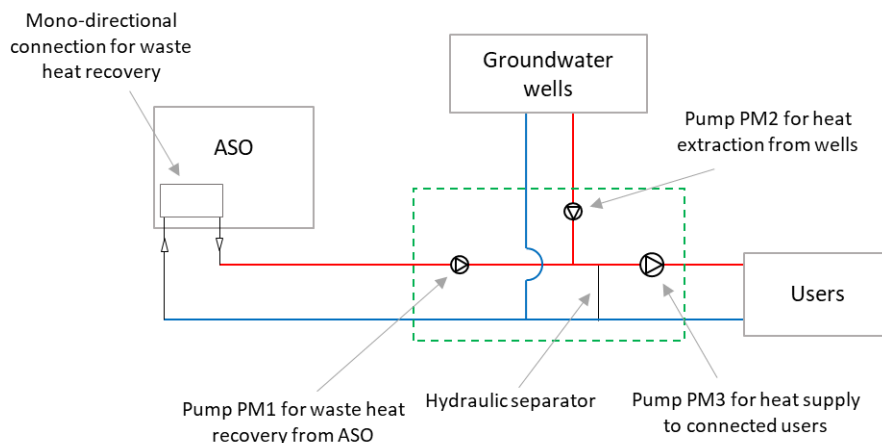 Mono-directional
connection for waste
heat recovery
Groundwater
wells
Pump PM2 for heat
extraction from wells
ASO
Users
Pump PM1 for waste heat
recovery from ASO
Hydraulic separator
Pump PM3 for heat supply
to connected users